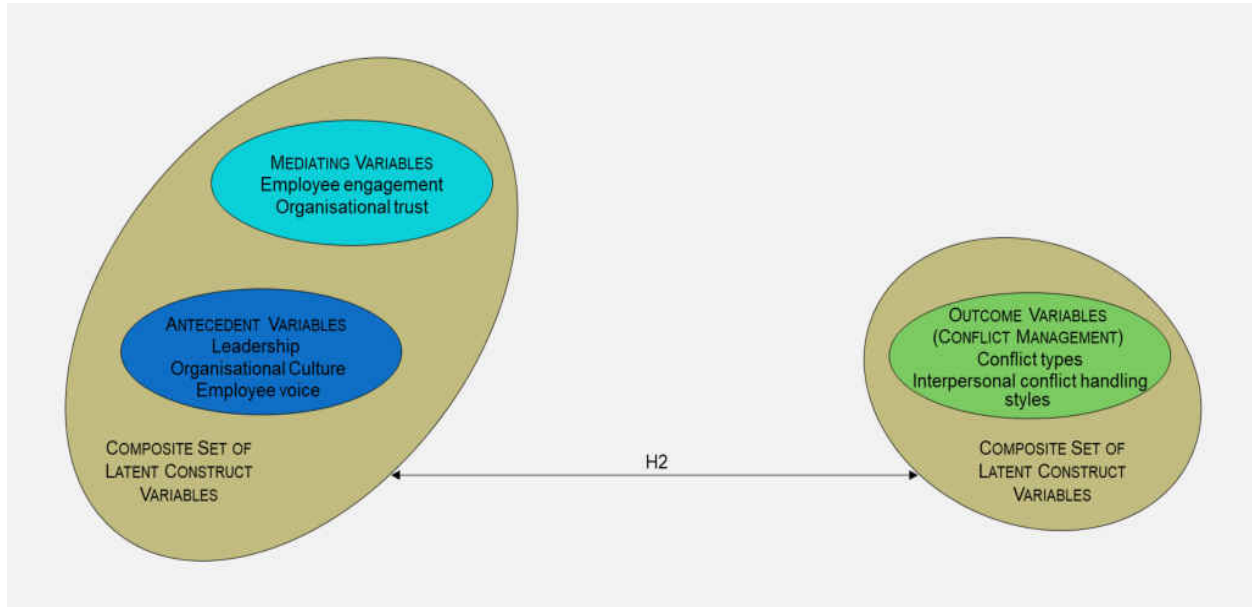 MEDIATING VARIABLES
Employee engagement
Organisational trust
ANTECEDENT VARIABLES
Leadership
Organisational Culture
Employee voice
COMPOSITE SET OF
LATENT CONSTRUCT
VARIABLES
H2
OUTCOME VARIABLES
(CONFLICT MANAGEMENT)
Conflict types
Interpersonal conflict handling
styles
COMPOSITE SET OF
LATENT CONSTRUCT
VARIABLES